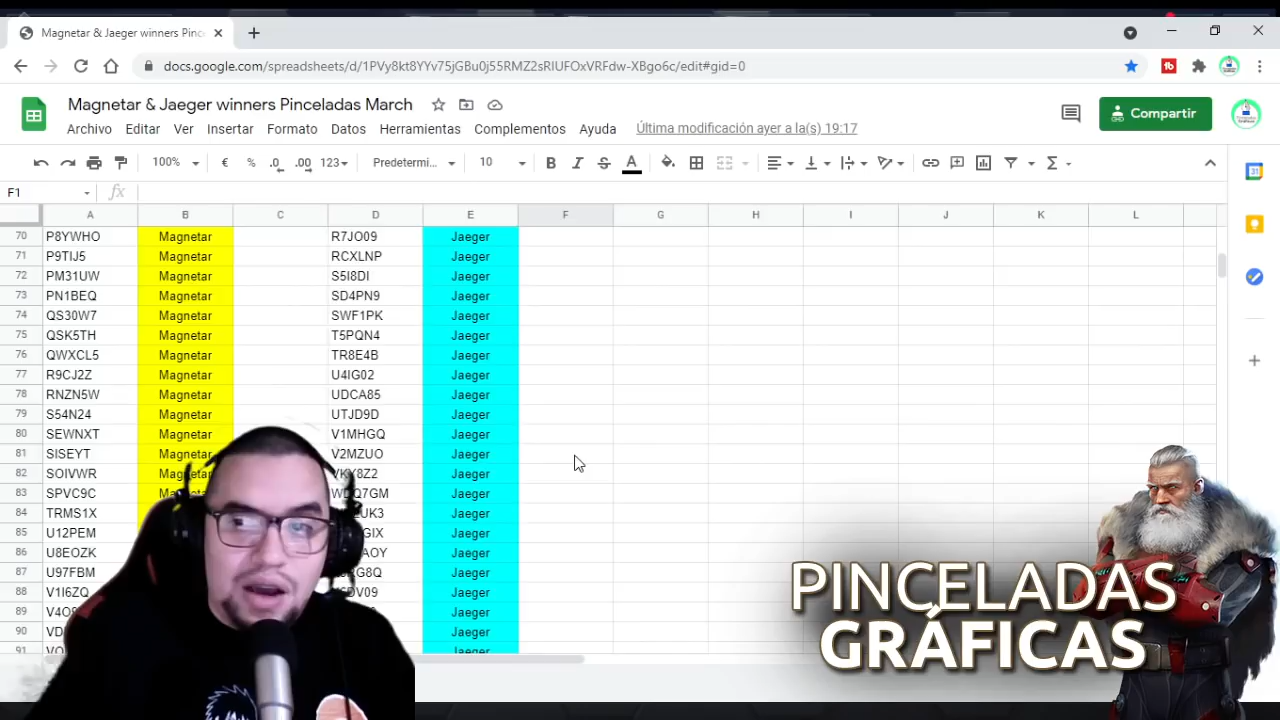 Magnetar & Jaeger winners Pinc
docs.google.com/spreadsheets/d/1PVy8kt8YYv75jGBu0j55RMZ2sRlUFOxVRFdw-XBgo6c/edit#gid=0
Magnetar & Jaeger winners Pinceladas March
Compartir
Archivo Editar Ver Insertar Formato Datos Herramientas Complementos Ayuda Última modificación ayer a la(s) 19:17
100% € % .0 .00 123 Predetermi... 10 B I S A
F1 fx
A B C D E F G H I J K L
70 P8YWHO Magnetar R7JO09 Jaeger
71 P9TIJ5 Magnetar RCXLNP Jaeger
72 PM31UW Magnetar S5I8DI Jaeger
73 PN1BEQ Magnetar SD4PN9 Jaeger
74 QS30W7 Magnetar SWF1PK Jaeger
75 QSK5TH Magnetar T5PQN4 Jaeger
76 QWXCL5 Magnetar TR8E4B Jaeger
77 R9CJ2Z Magnetar U4IG02 Jaeger
78 RNZN5W Magnetar UDCA85 Jaeger
79 S54N24 Magnetar UTJD9D Jaeger
80 SEWNXT Magnetar V1MHGQ Jaeger
81 SISEYT Magnetar V2MZUO Jaeger
82 SOIVWR Magnetar Jaeger
83 SPVC9C Jaeger
84 TRMS1X Jaeger
85 U12PEM Jaeger
86 U8EOZK Jaeger
87 U97FBM Jaeger
88 V1I6ZQ Jaeger
89 Jaeger
90 Jaeger
91 Jaeger
PINCELADAS
GRÁFICAS